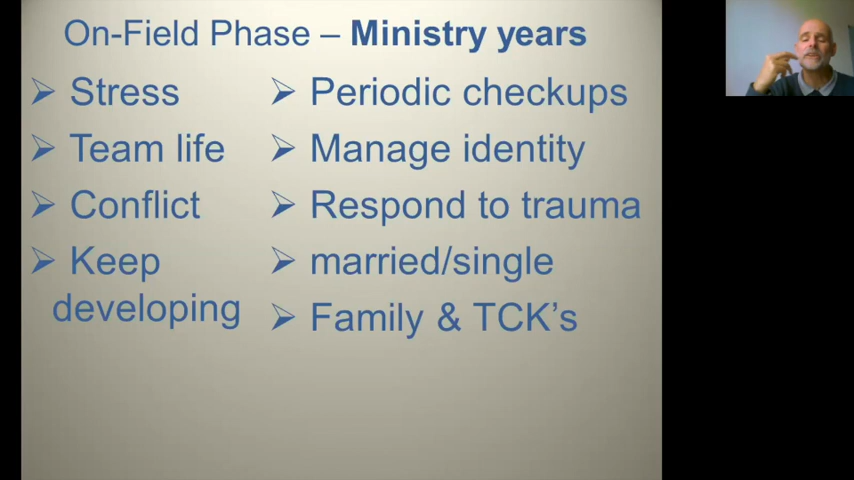 On-Field Phase – Ministry years
➢ Stress
➢ Team life
➢ Conflict
➢ Keep
developing
➢ Periodic checkups
➢ Manage identity
➢ Respond to trauma
➢ married/single
➢ Family & TCK’s